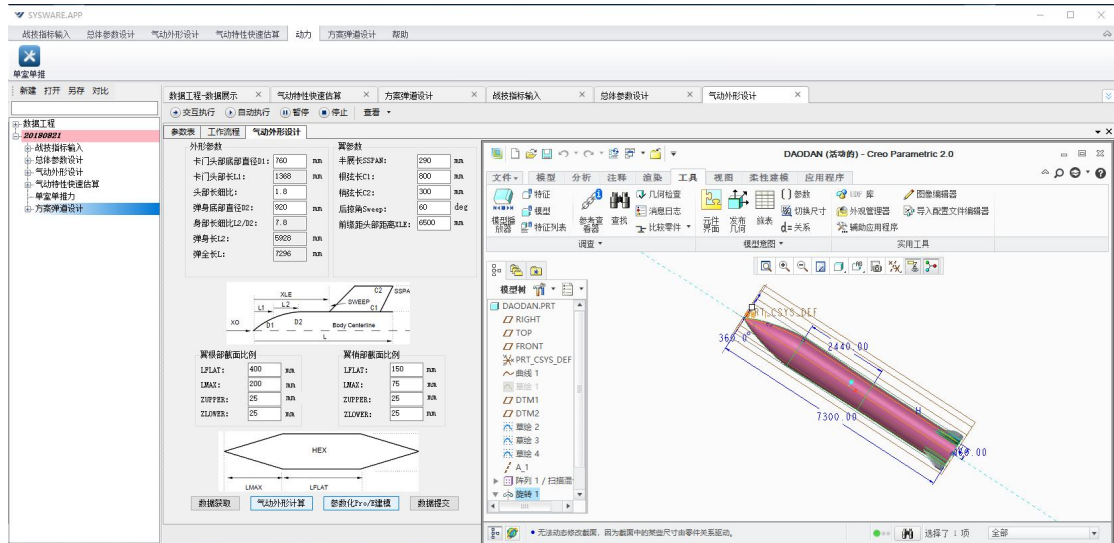 SYSWARE.APP
战技指标输入 总体参数设计 气动外形设计 气动特性快速估算 动力 方案弹道设计 帮助
单室单推
新建 打开 另存 对比
数据工程
20180821
战技指标输入
总体参数设计
气动外形设计
气动特性快速估算
单室单推力
方案弹道设计
数据工程-数据展示 气动特性快速估算 方案弹道设计 战技指标输入 总体参数设计 气动外形设计
交互执行 自动执行 暂停 停止 查看
参数表 工作流程 气动外形设计
外形参数
卡门头部底部直径D1: 760 mm
卡门头部长L1: 1368 mm
头部长细比: 1.8
弹身底部直径D2: 920 mm
身部长细比L2/D2: 7.8
弹身长L2: 5928 mm
弹全长L: 7296 mm
翼参数
半展长SSPAN: 290 mm
根弦长C1: 800 mm
梢弦长C2: 300 mm
后掠角Sweep: 60 deg
前缘距头部距离XLE: 6500 mm
XLE C2 SSPA
L1 L2 SWEEP C1
XO D1 D2 Body Centerline
L
翼根部截面比例
LFLAT: 400 mm
LMAX: 200 mm
ZUPPER: 25 mm
ZLOWER: 25 mm
翼梢部截面比例
LFLAT: 150 mm
LMAX: 75 mm
ZUPPER: 25 mm
ZLOWER: 25 mm
HEX
LMAX LFLAT
数据获取 气动外形计算 参数化Pro/E建模 数据提交
DAODAN (活动的) - Creo Parametric 2.0
文件 模型 分析 注释 渲染 工具 视图 柔性建模 应用程序
模型播放器 特征 模型 特征列表 参考查看器 查找 几何检查 消息日志 比较零件
元件界面 发布几何 族表 参数 切换尺寸 d=关系
UDF 库 外观管理器 辅助应用程序 图像编辑器 导入配置文件编辑器
调查 模型意图 实用工具
模型树
DAODAN.PRT
RIGHT
TOP
FRONT
PRT_CSYS_DEF
曲线 1
草绘 1
DTM1
DTM2
草绘 2
草绘 3
草绘 4
A_1
阵列 1 / 扫描混
旋转 1
PRT_CSYS_DEF
360.0°
2440.00
7300.00
H
无法动态修改截面，因为截面中的某些尺寸由零件关系驱动。
选择了 1 项 全部